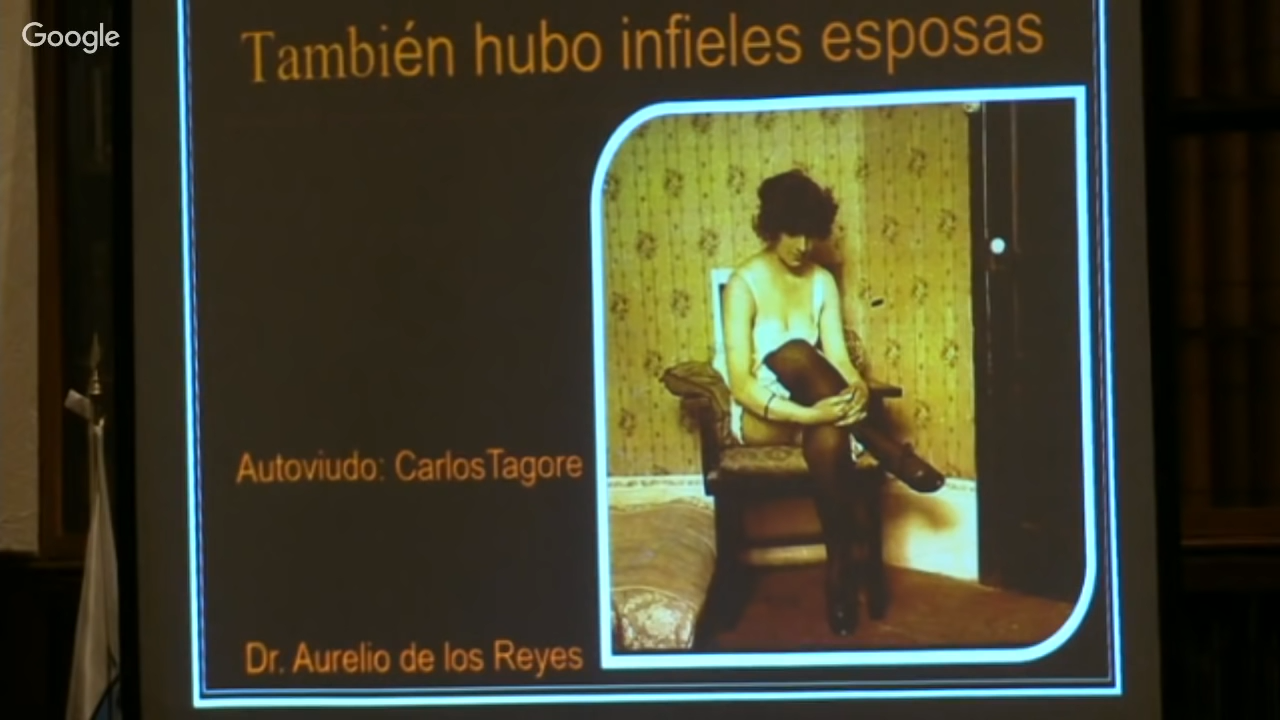 Google
También hubo infieles esposas
Autoviudo: CarlosTagore
Dr. Aurelio de los Reyes